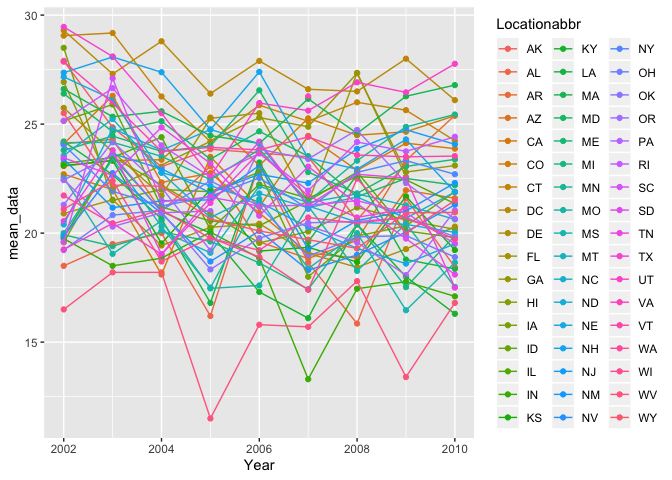 30
25
20
15
mean_data
2002
2004
2006
2008
2010
Year
Locationabbr
AK KY NY
AL LA OH
AR MA OK
AZ MD OR
CA ME PA
CO MI RI
CT MN SC
DC MO SD
DE MS TN
FL MT TX
GA NC UT
HI ND VA
IA NE VT
ID NH WA
IL NJ WI
IN NM WV
KS NV WY